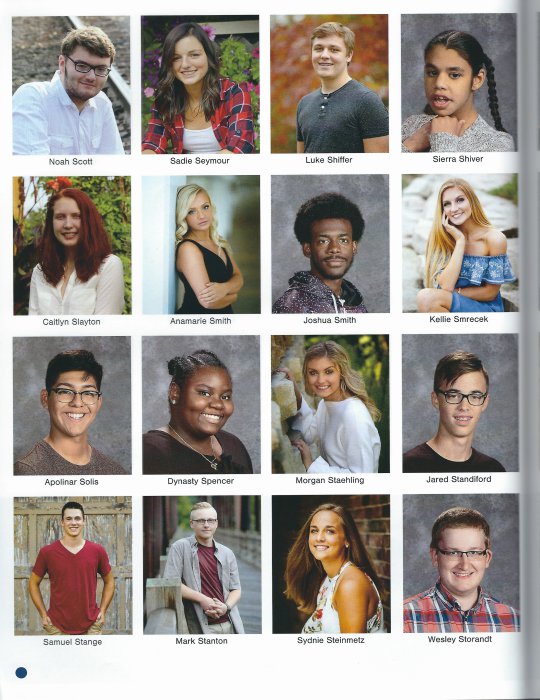 Noah Scott
Sadie Seymour
Luke Shiffer
Sierra Shiver
Caitlyn Slayton
Anamarie Smith
Joshua Smith
Kellie Smrecek
Apolinar Solis
Dynasty Spencer
Morgan Staehling
Jared Standiford
Samuel Stange
Mark Stanton
Sydnie Steinmetz
Wesley Storandt